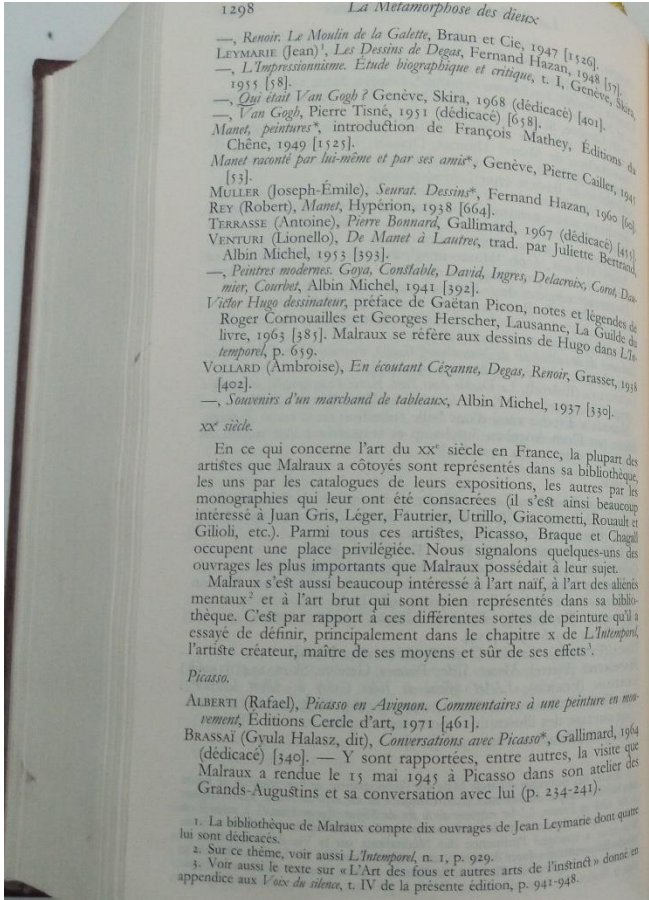 1298 La Métamorphose des dieux
—, Renoir. Le Moulin de la Galette, Braun et Cie, 1947 [1526].
LEYMARIE (Jean)¹, Les Dessins de Degas, Fernand Hazan, 1948 [57].
—, L'Impressionnisme. Étude biographique et critique, t. I, Genève, Skira,
1955 [58].
—, Qui était Van Gogh ? Genève, Skira, 1968 (dédicacé) [401].
—, Van Gogh, Pierre Tisné, 1951 (dédicacé) [658].
Manet, peintures*, introduction de François Mathey, Éditions du
Chêne, 1949 [1525].
Manet raconté par lui-même et par ses amis*, Genève, Pierre Cailler, 1945
[53].
MULLER (Joseph-Émile), Seurat. Dessins*, Fernand Hazan, 1960 [60].
REY (Robert), Manet, Hypérion, 1938 [664].
TERRASSE (Antoine), Pierre Bonnard, Gallimard, 1967 (dédicacé) [455].
VENTURI (Lionello), De Manet à Lautrec, trad. par Juliette Bertrand,
Albin Michel, 1953 [393].
—, Peintres modernes. Goya, Constable, David, Ingres, Delacroix, Corot, Dau-
mier, Courbet, Albin Michel, 1941 [392].
Victor Hugo dessinateur, préface de Gaëtan Picon, notes et légendes de
Roger Cornouailles et Georges Herscher, Lausanne, La Guilde du
livre, 1963 [385]. Malraux se réfère aux dessins de Hugo dans L'In-
temporel, p. 659.
VOLLARD (Ambroise), En écoutant Cézanne, Degas, Renoir, Grasset, 1938
[402].
—, Souvenirs d'un marchand de tableaux, Albin Michel, 1937 [330].
XXᵉ siècle.
En ce qui concerne l'art du XXᵉ siècle en France, la plupart des
artistes que Malraux a côtoyés sont représentés dans sa bibliothèque,
les uns par les catalogues de leurs expositions, les autres par les
monographies qui leur ont été consacrées (il s'est ainsi beaucoup
intéressé à Juan Gris, Léger, Fautrier, Utrillo, Giacometti, Rouault et
Gilioli, etc.). Parmi tous ces artistes, Picasso, Braque et Chagall
occupent une place privilégiée. Nous signalons quelques-uns des
ouvrages les plus importants que Malraux possédait à leur sujet.
Malraux s'est aussi beaucoup intéressé à l'art naïf, à l'art des aliénés
mentaux² et à l'art brut qui sont bien représentés dans sa biblio-
thèque. C'est par rapport à ces différentes sortes de peinture qu'il a
essayé de définir, principalement dans le chapitre X de L'Intemporel,
l'artiste créateur, maître de ses moyens et sûr de ses effets³.
Picasso.
ALBERTI (Rafael), Picasso en Avignon. Commentaires à une peinture en mou-
vement, Éditions Cercle d'art, 1971 [461].
BRASSAÏ (Gyula Halasz, dit), Conversations avec Picasso*, Gallimard, 1964
(dédicacé) [340]. — Y sont rapportées, entre autres, la visite que
Malraux a rendue le 15 mai 1945 à Picasso dans son atelier des
Grands-Augustins et sa conversation avec lui (p. 234-241).
1. La bibliothèque de Malraux compte dix ouvrages de Jean Leymarie dont quatre
lui sont dédicacés.
2. Sur ce thème, voir aussi L'Intemporel, n. 1, p. 929.
3. Voir aussi le texte sur « L'Art des fous et autres arts de l'instinct » donné en
appendice aux Voix du silence, t. IV de la présente édition, p. 941-948.